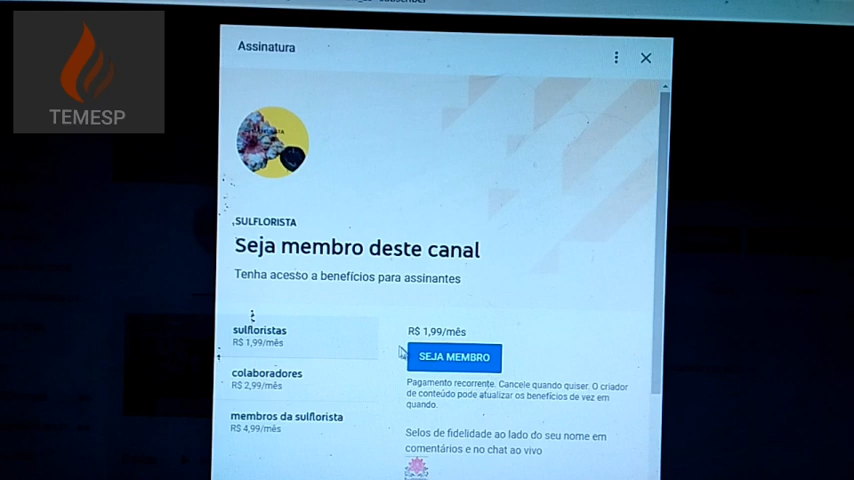 subscriber
TEMESP
Assinatura
SULFLORISTA
Seja membro deste canal
Tenha acesso a benefícios para assinantes
sulfloristas
R$ 1,99/mês
colaboradores
R$ 2,99/mês
membros da sulflorista
R$ 4,99/mês
R$ 1,99/mês
SEJA MEMBRO
Pagamento recorrente. Cancele quando quiser. O criador
de conteúdo pode atualizar os benefícios de vez em
quando.
Selos de fidelidade ao lado do seu nome em
comentários e no chat ao vivo